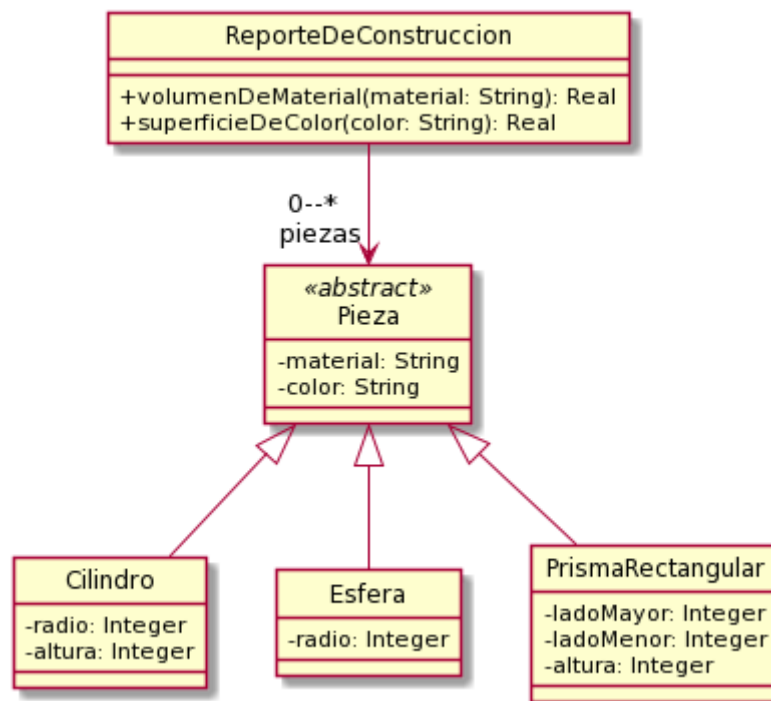 ReporteDeConstruccion
+volumenDeMaterial(material: String): Real
+superficieDeColor(color: String): Real
0--*
piezas
«abstract»
Pieza
-material: String
-color: String
Cilindro
-radio: Integer
-altura: Integer
Esfera
-radio: Integer
PrismaRectangular
-ladoMayor: Integer
-ladoMenor: Integer
-altura: Integer